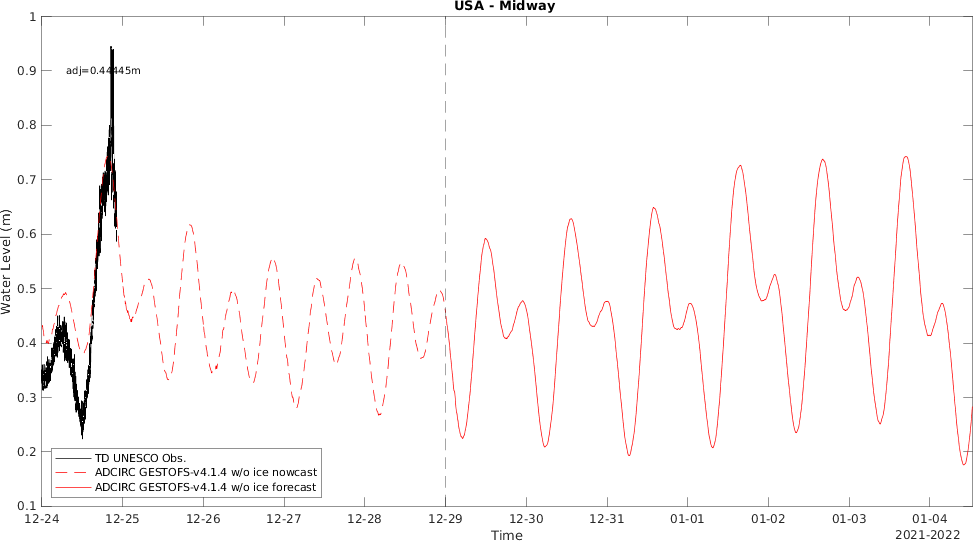 USA - Midway
1
0.9
0.8
0.7
0.6
0.5
0.4
0.3
0.2
0.1
Water Level (m)
adj=0.44445m
TD UNESCO Obs.
ADCIRC GESTOFS-v4.1.4 w/o ice nowcast
ADCIRC GESTOFS-v4.1.4 w/o ice forecast
12-24 12-25 12-26 12-27 12-28 12-29 12-30 12-31 01-01 01-02 01-03 01-04
Time
2021-2022